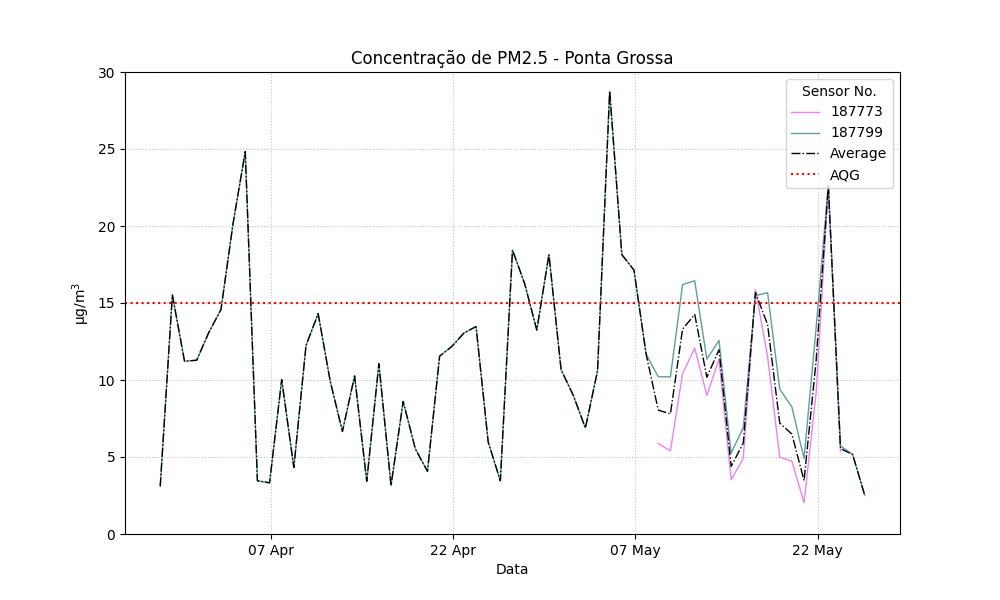 Concentração de PM2.5 - Ponta Grossa
30
25
20
15
10
5
0
µg/m³
07 Apr
22 Apr
07 May
22 May
Data
Sensor No.
187773
187799
Average
AQG